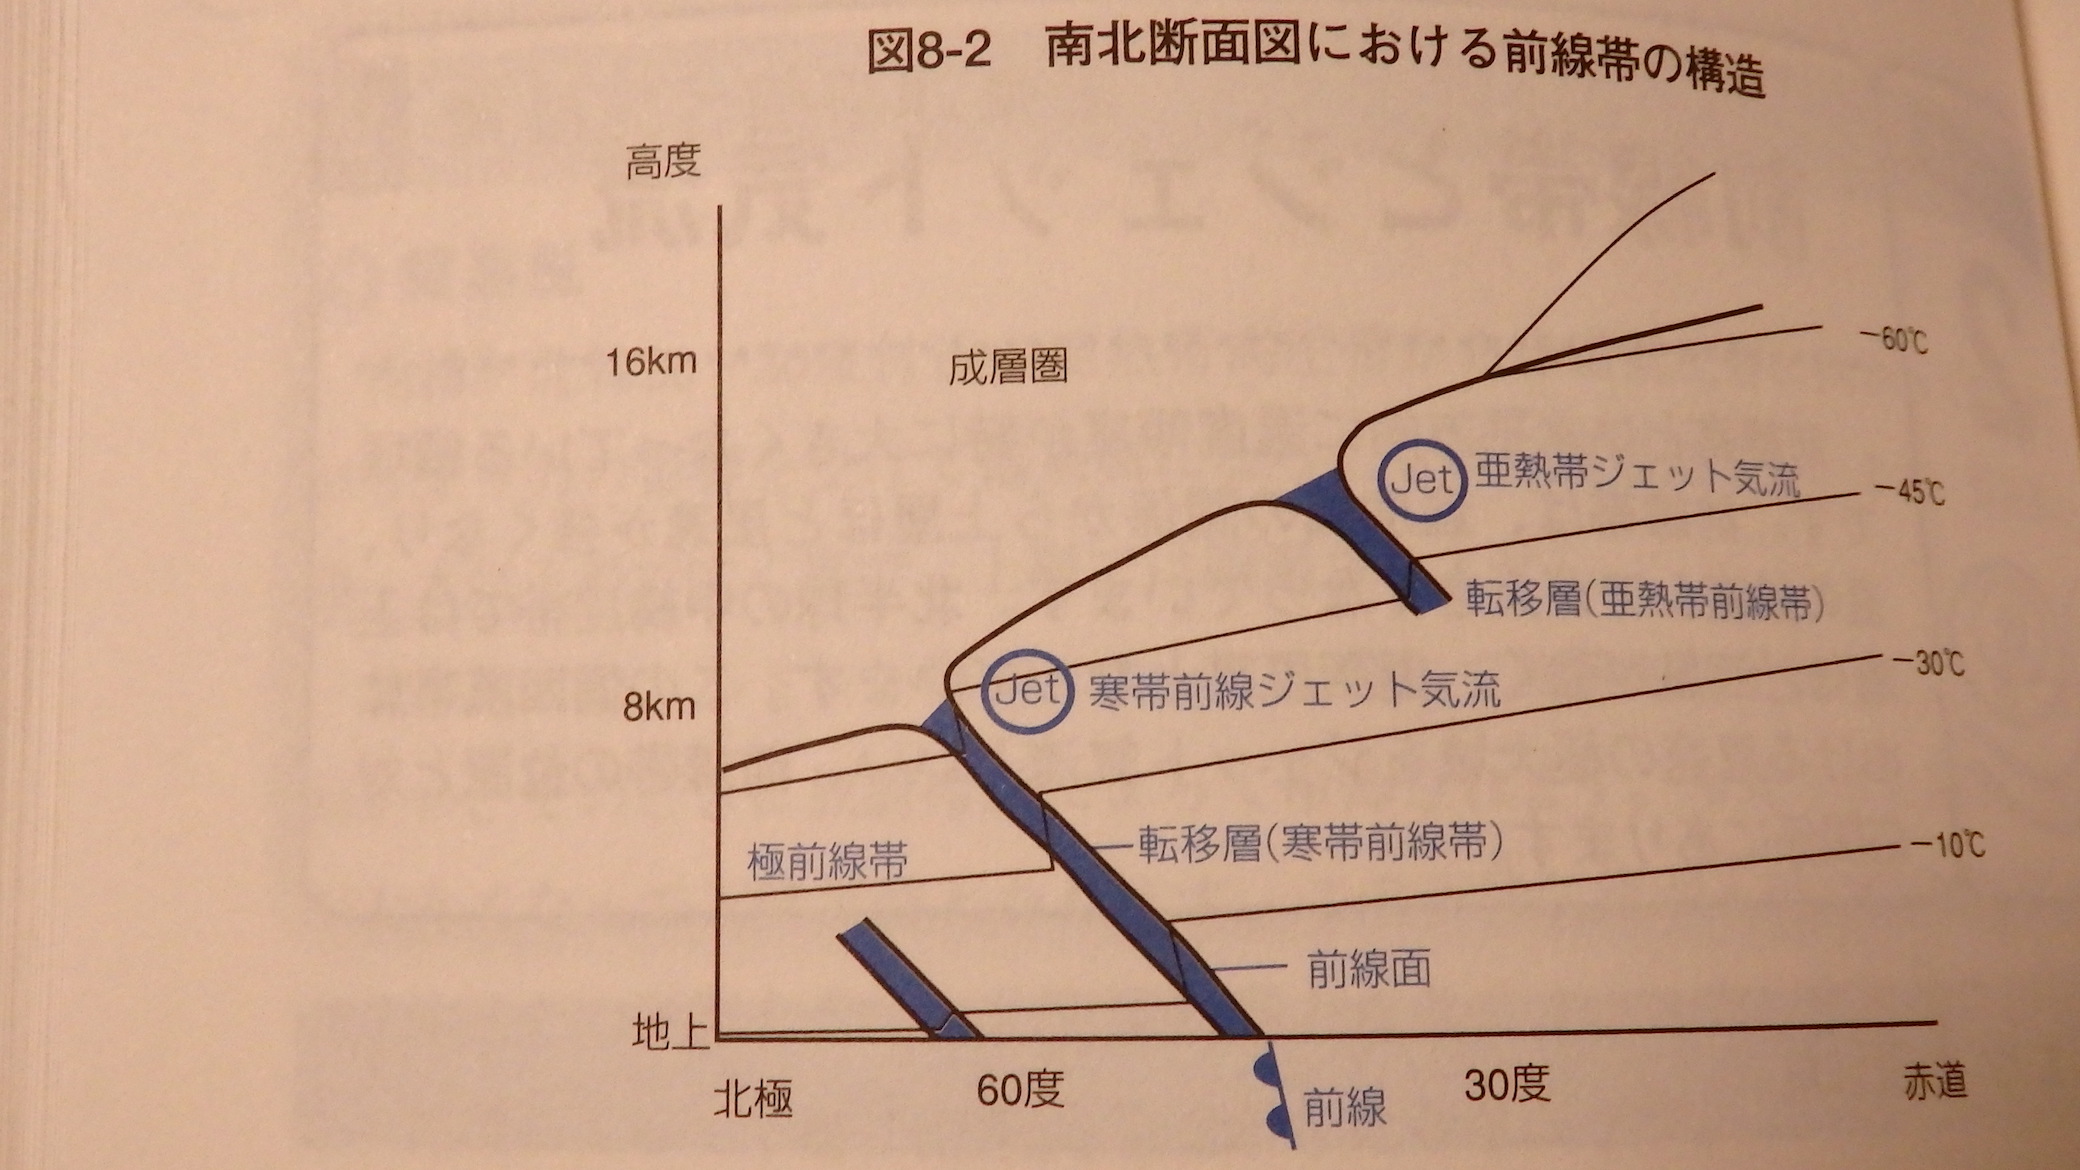 図8-2　南北断面図における前線帯の構造
高度
16km
成層圏
−60℃
Jet 亜熱帯ジェット気流
−45℃
転移層(亜熱帯前線帯)
−30℃
8km
Jet 寒帯前線ジェット気流
極前線帯
転移層(寒帯前線帯)
−10℃
前線面
地上
北極
60度
前線
30度
赤道